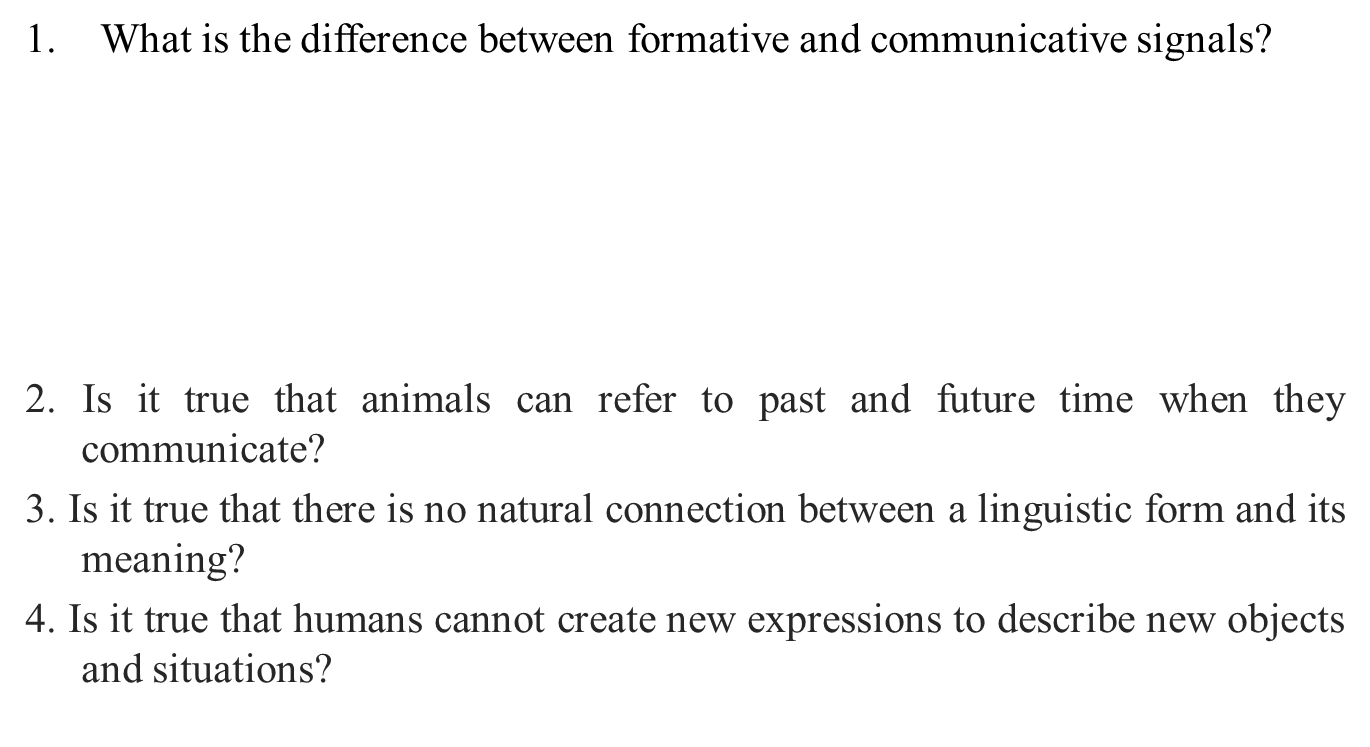 1. What is the difference between formative and communicative signals?
2. Is it true that animals can refer to past and future time when they
communicate?
3. Is it true that there is no natural connection between a linguistic form and its
meaning?
4. Is it true that humans cannot create new expressions to describe new objects
and situations?